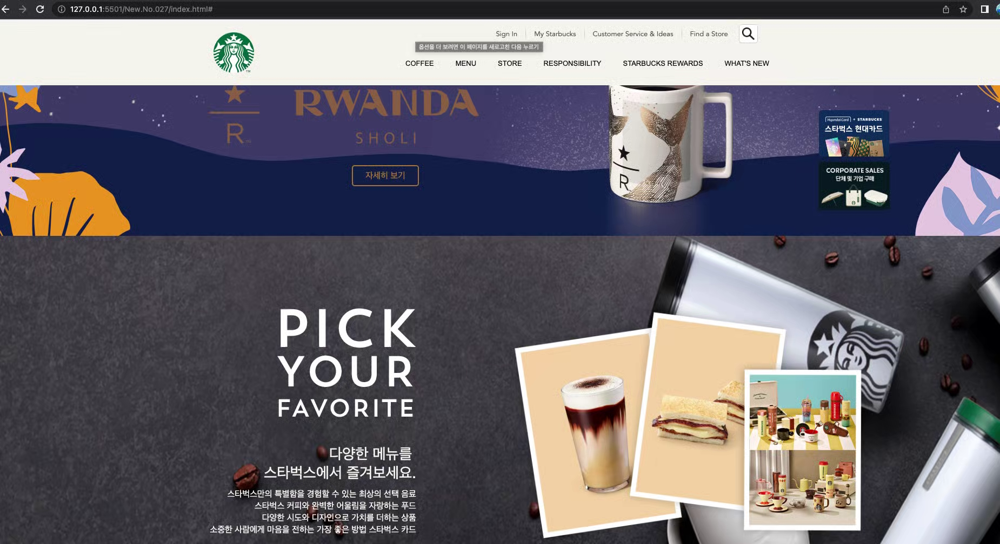 127.0.0.1:5501/New.No.027/index.html#
Sign In
My Starbucks
Customer Service & Ideas
Find a Store
옵션을 더 보려면 이 페이지를 새로고친 다음 누르기
COFFEE
MENU
STORE
RESPONSIBILITY
STARBUCKS REWARDS
WHAT'S NEW
TM
R
RWANDA
SHOLI
자세히 보기
R
HyundaiCard + STARBUCKS
스타벅스 현대카드
CORPORATE SALES
단체 및 기업 구매
PICK
YOUR
FAVORITE
다양한 메뉴를
스타벅스에서 즐겨보세요.
스타벅스만의 특별함을 경험할 수 있는 최상의 선택 음료
스타벅스 커피와 완벽한 어울림을 자랑하는 푸드
다양한 시도와 디자인으로 가치를 더하는 상품
소중한 사람에게 마음을 전하는 가장 좋은 방법 스타벅스 카드